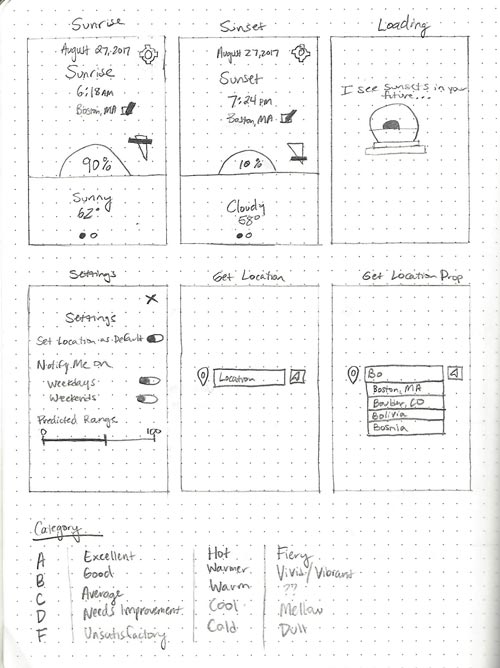 Sunrise
August 27, 2017
Sunrise
6:18 AM
Boston, MA
90%
Sunny
62°
Sunset
August 27, 2017
Sunset
7:24 PM
Boston, MA
10%
Cloudy
58°
Loading
I see sunsets in your
future...
Settings
X
Settings
Set Location as Default
Notify Me on
Weekdays
Weekends
Predicted Range
0 100
Get Location
Location
Get Location Prop
Bo
Boston, MA
Boulder, CO
Bolivia
Bosnia
Category
A Excellent Hot Fiery
B Good Warmer Vivid/Vibrant
C Average Warm ??
D Needs Improvement Cool Mellow
F Unsatisfactory Cold Dull